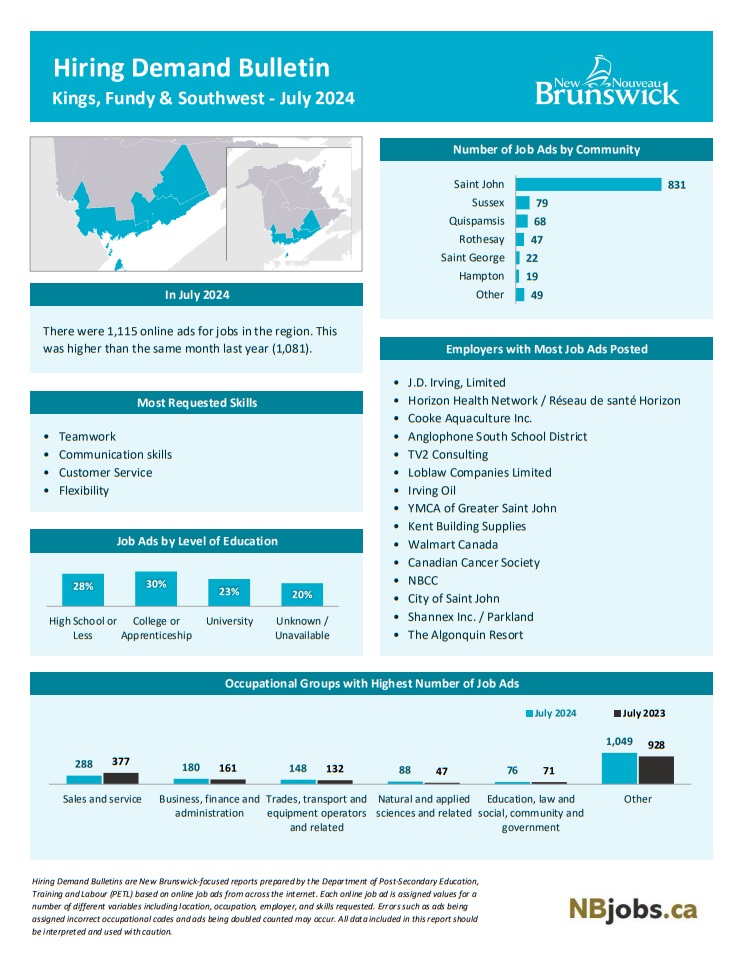 Hiring Demand Bulletin
Kings, Fundy & Southwest - July 2024
New Nouveau
Brunswick
In July 2024
There were 1,115 online ads for jobs in the region. This
was higher than the same month last year (1,081).
Most Requested Skills
• Teamwork
• Communication skills
• Customer Service
• Flexibility
Job Ads by Level of Education
28% 30% 23% 20%
High School or College or University Unknown /
Less Apprenticeship Unavailable
Number of Job Ads by Community
Saint John 831
Sussex 79
Quispamsis 68
Rothesay 47
Saint George 22
Hampton 19
Other 49
Employers with Most Job Ads Posted
• J.D. Irving, Limited
• Horizon Health Network / Réseau de santé Horizon
• Cooke Aquaculture Inc.
• Anglophone South School District
• TV2 Consulting
• Loblaw Companies Limited
• Irving Oil
• YMCA of Greater Saint John
• Kent Building Supplies
• Walmart Canada
• Canadian Cancer Society
• NBCC
• City of Saint John
• Shannex Inc. / Parkland
• The Algonquin Resort
Occupational Groups with Highest Number of Job Ads
July 2024 July 2023
288 377 180 161 148 132 88 47 76 71 1,049 928
Sales and service Business, finance and Trades, transport and Natural and applied Education, law and Other
administration equipment operators sciences and related social, community and
and related government
Hiring Demand Bulletins are New Brunswick-focused reports prepared by the Department of Post-Secondary Education,
Training and Labour (PETL) based on online job ads from across the internet. Each online job ad is assigned values for a
number of different variables including location, occupation, employer, and skills requested. Errors such as ads being
assigned incorrect occupational codes and ads being doubled counted may occur. All data included in this report should
be interpreted and used with caution.
NBjobs.ca